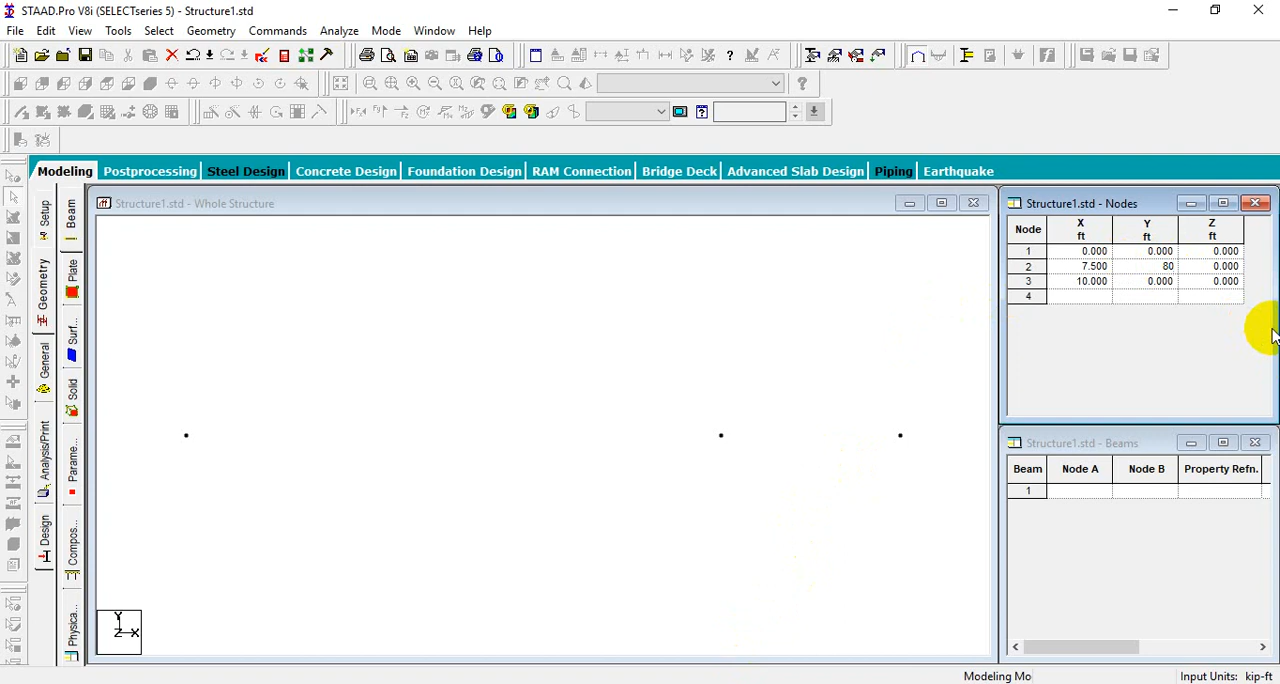 STAAD.Pro V8i (SELECTseries 5) - Structure1.std
File Edit View Tools Select Geometry Commands Analyze Mode Window Help
Modeling Postprocessing Steel Design Concrete Design Foundation Design RAM Connection Bridge Deck Advanced Slab Design Piping Earthquake
Setup
Geometry
General
Analysis/Print
Design
Beam
Plate
Surf...
Solid
Parame...
Compos...
Physica...
Structure1.std - Whole Structure
Y
Z X
Structure1.std - Nodes
Node X ft Y ft Z ft
1 0.000 0.000 0.000
2 7.500 80 0.000
3 10.000 0.000 0.000
4
Structure1.std - Beams
Beam Node A Node B Property Refn.
1
Modeling Mo Input Units: kip-ft